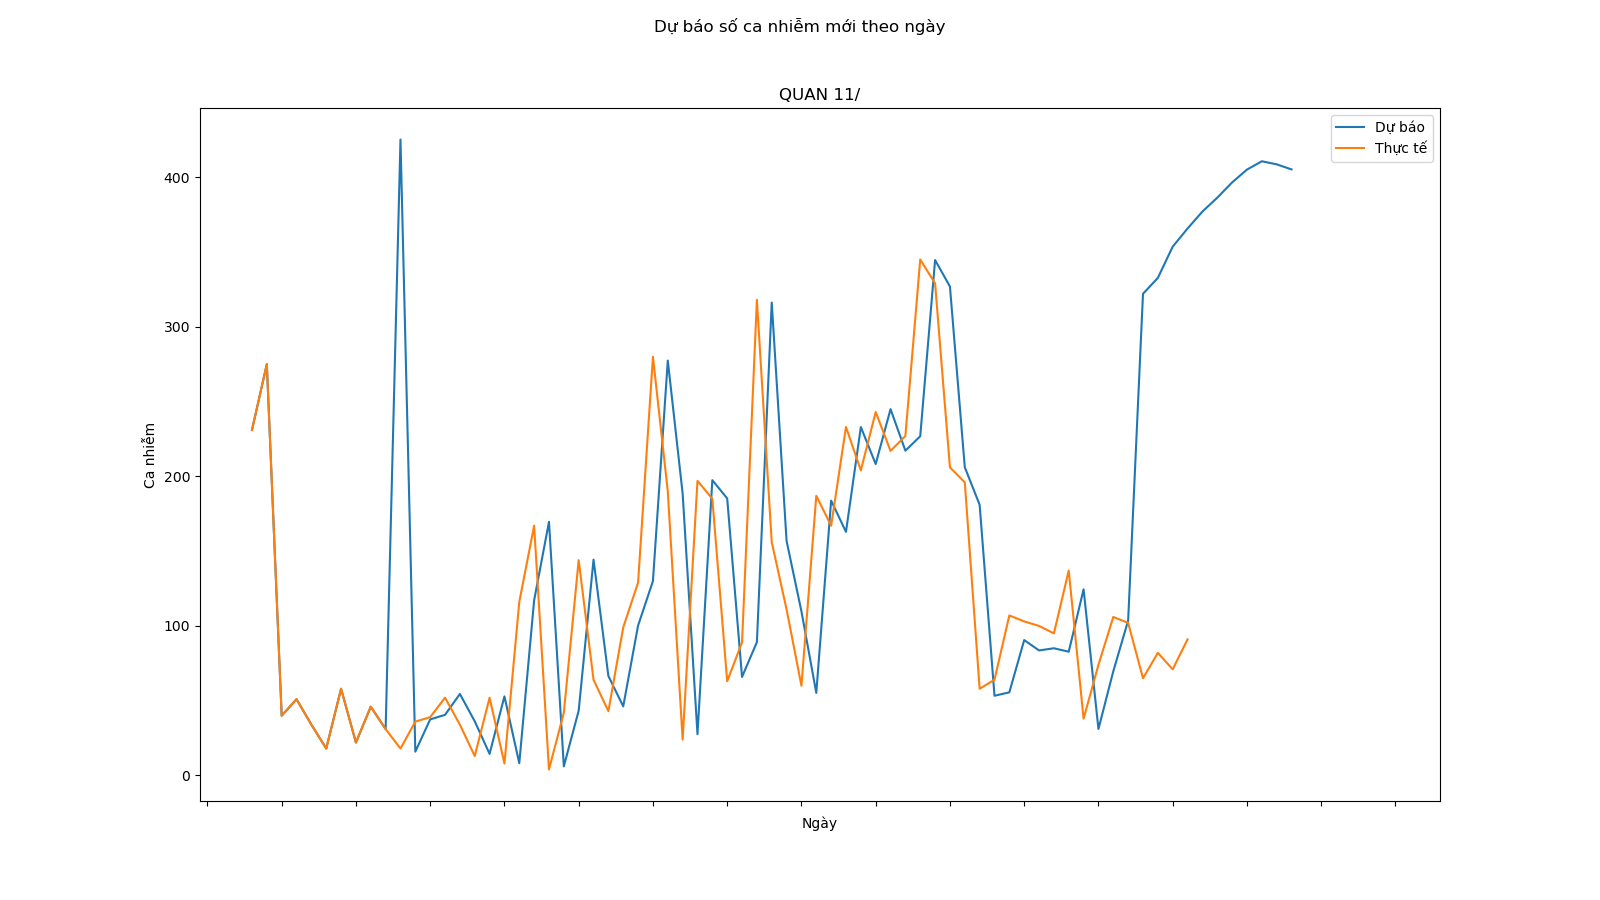 Dự báo số ca nhiễm mới theo ngày
QUAN 11/
Dự báo
Thực tế
400
300
200
100
0
Ca nhiễm
Ngày